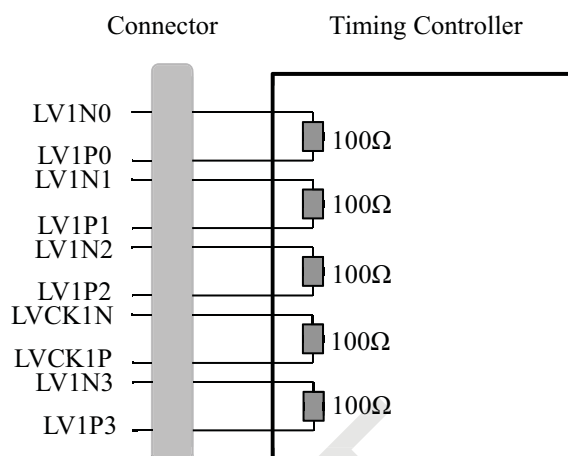 Connector Timing Controller
LV1N0
100Ω
LV1P0
LV1N1
100Ω
LV1P1
LV1N2
100Ω
LV1P2
LVCK1N
100Ω
LVCK1P
LV1N3
100Ω
LV1P3